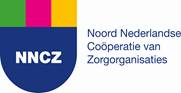 NNCZ
Noord Nederlandse
Coöperatie van
Zorgorganisaties